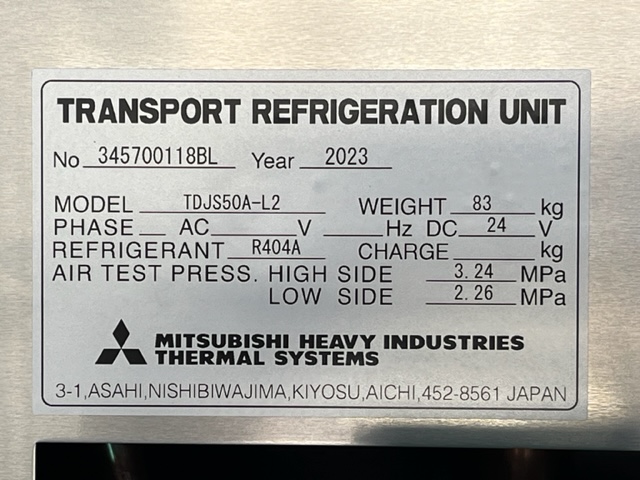 TRANSPORT REFRIGERATION UNIT
No 345700118BL Year 2023
MODEL TDJS50A-L2 WEIGHT 83 kg
PHASE AC V Hz DC 24 V
REFRIGERANT R404A CHARGE kg
AIR TEST PRESS. HIGH SIDE 3.24 MPa
LOW SIDE 2.26 MPa
MITSUBISHI HEAVY INDUSTRIES
THERMAL SYSTEMS
3-1,ASAHI,NISHIBIWAJIMA,KIYOSU,AICHI,452-8561 JAPAN